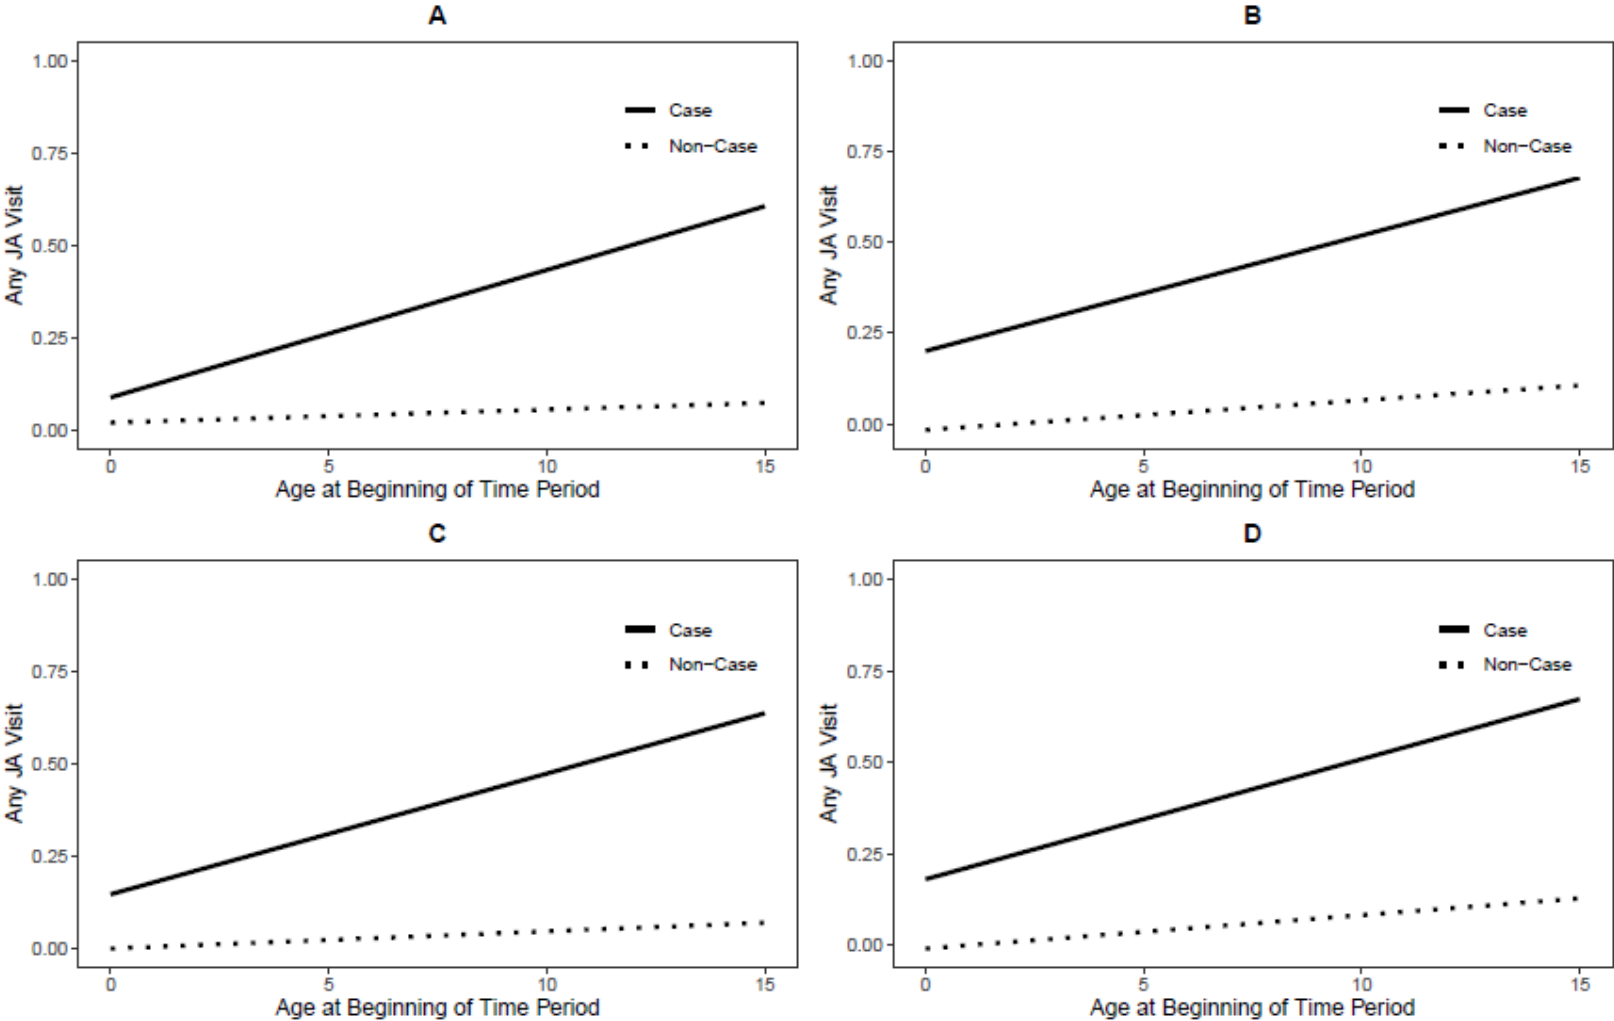 A
1.00
0.75
0.50
0.25
0.00
Any JA Visit
Case
Non-Case
0 5 10 15
Age at Beginning of Time Period
B
1.00
0.75
0.50
0.25
0.00
Any JA Visit
Case
Non-Case
0 5 10 15
Age at Beginning of Time Period
C
1.00
0.75
0.50
0.25
0.00
Any JA Visit
Case
Non-Case
0 5 10 15
Age at Beginning of Time Period
D
1.00
0.75
0.50
0.25
0.00
Any JA Visit
Case
Non-Case
0 5 10 15
Age at Beginning of Time Period